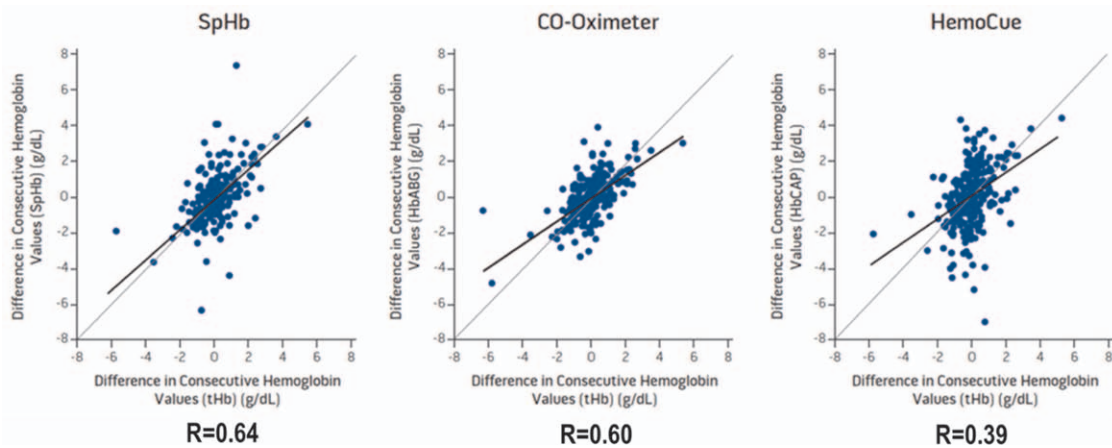 SpHb
Difference in Consecutive Hemoglobin
Values (SpHb) (g/dL)
8
6
4
2
0
-2
-4
-6
-8
-8 -6 -4 -2 0 2 4 6 8
Difference in Consecutive Hemoglobin
Values (tHb) (g/dL)
R=0.64
CO-Oximeter
Difference in Consecutive Hemoglobin
Values (HbABG) (g/dL)
8
6
4
2
0
-2
-4
-6
-8
-8 -6 -4 -2 0 2 4 6 8
Difference in Consecutive Hemoglobin
Values (tHb) (g/dL)
R=0.60
HemoCue
Difference in Consecutive Hemoglobin
Values (HbCAP) (g/dL)
8
6
4
2
0
-2
-4
-6
-8
-8 -6 -4 -2 0 2 4 6 8
Difference in Consecutive Hemoglobin
Values (tHb) (g/dL)
R=0.39